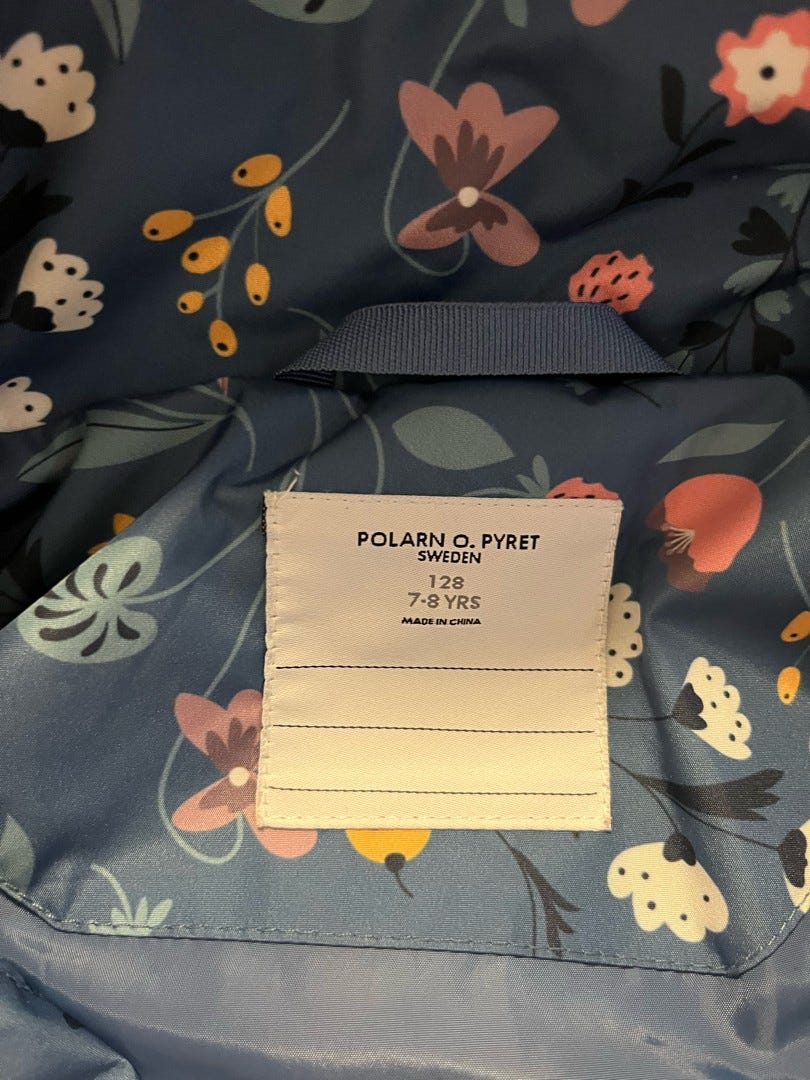 POLARN O. PYRET
SWEDEN
128
7-8 YRS
MADE IN CHINA